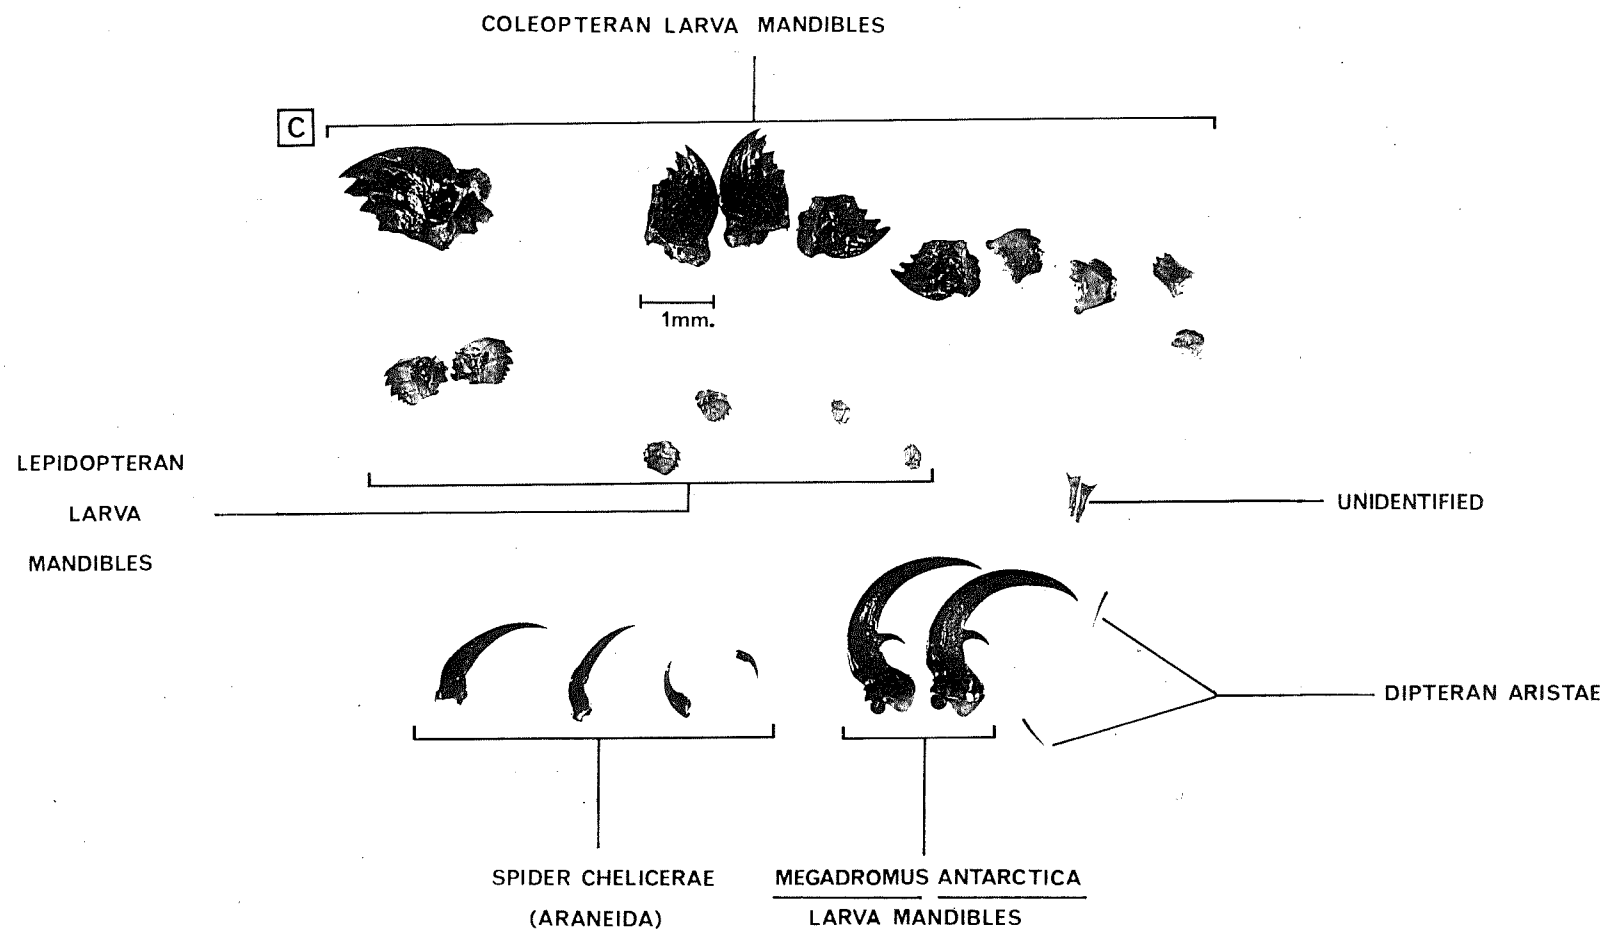 COLEOPTERAN LARVA MANDIBLES
C
1mm.
LEPIDOPTERAN
LARVA
MANDIBLES
UNIDENTIFIED
DIPTERAN ARISTAE
SPIDER CHELICERAE
(ARANEIDA)
MEGADROMUS ANTARCTICA
LARVA MANDIBLES